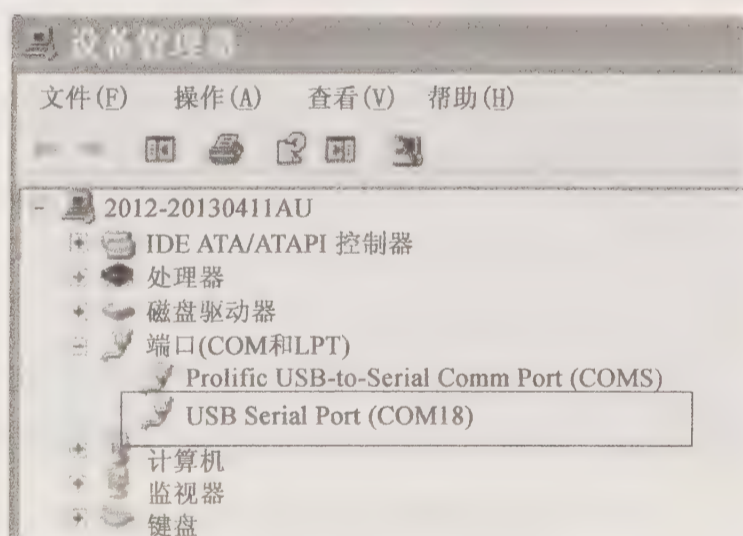 设备管理器
文件(F) 操作(A) 查看(V) 帮助(H)
2012-20130411AU
IDE ATA/ATAPI 控制器
处理器
磁盘驱动器
端口(COM和LPT)
Prolific USB-to-Serial Comm Port (COMS)
USB Serial Port (COM18)
计算机
监视器
键盘